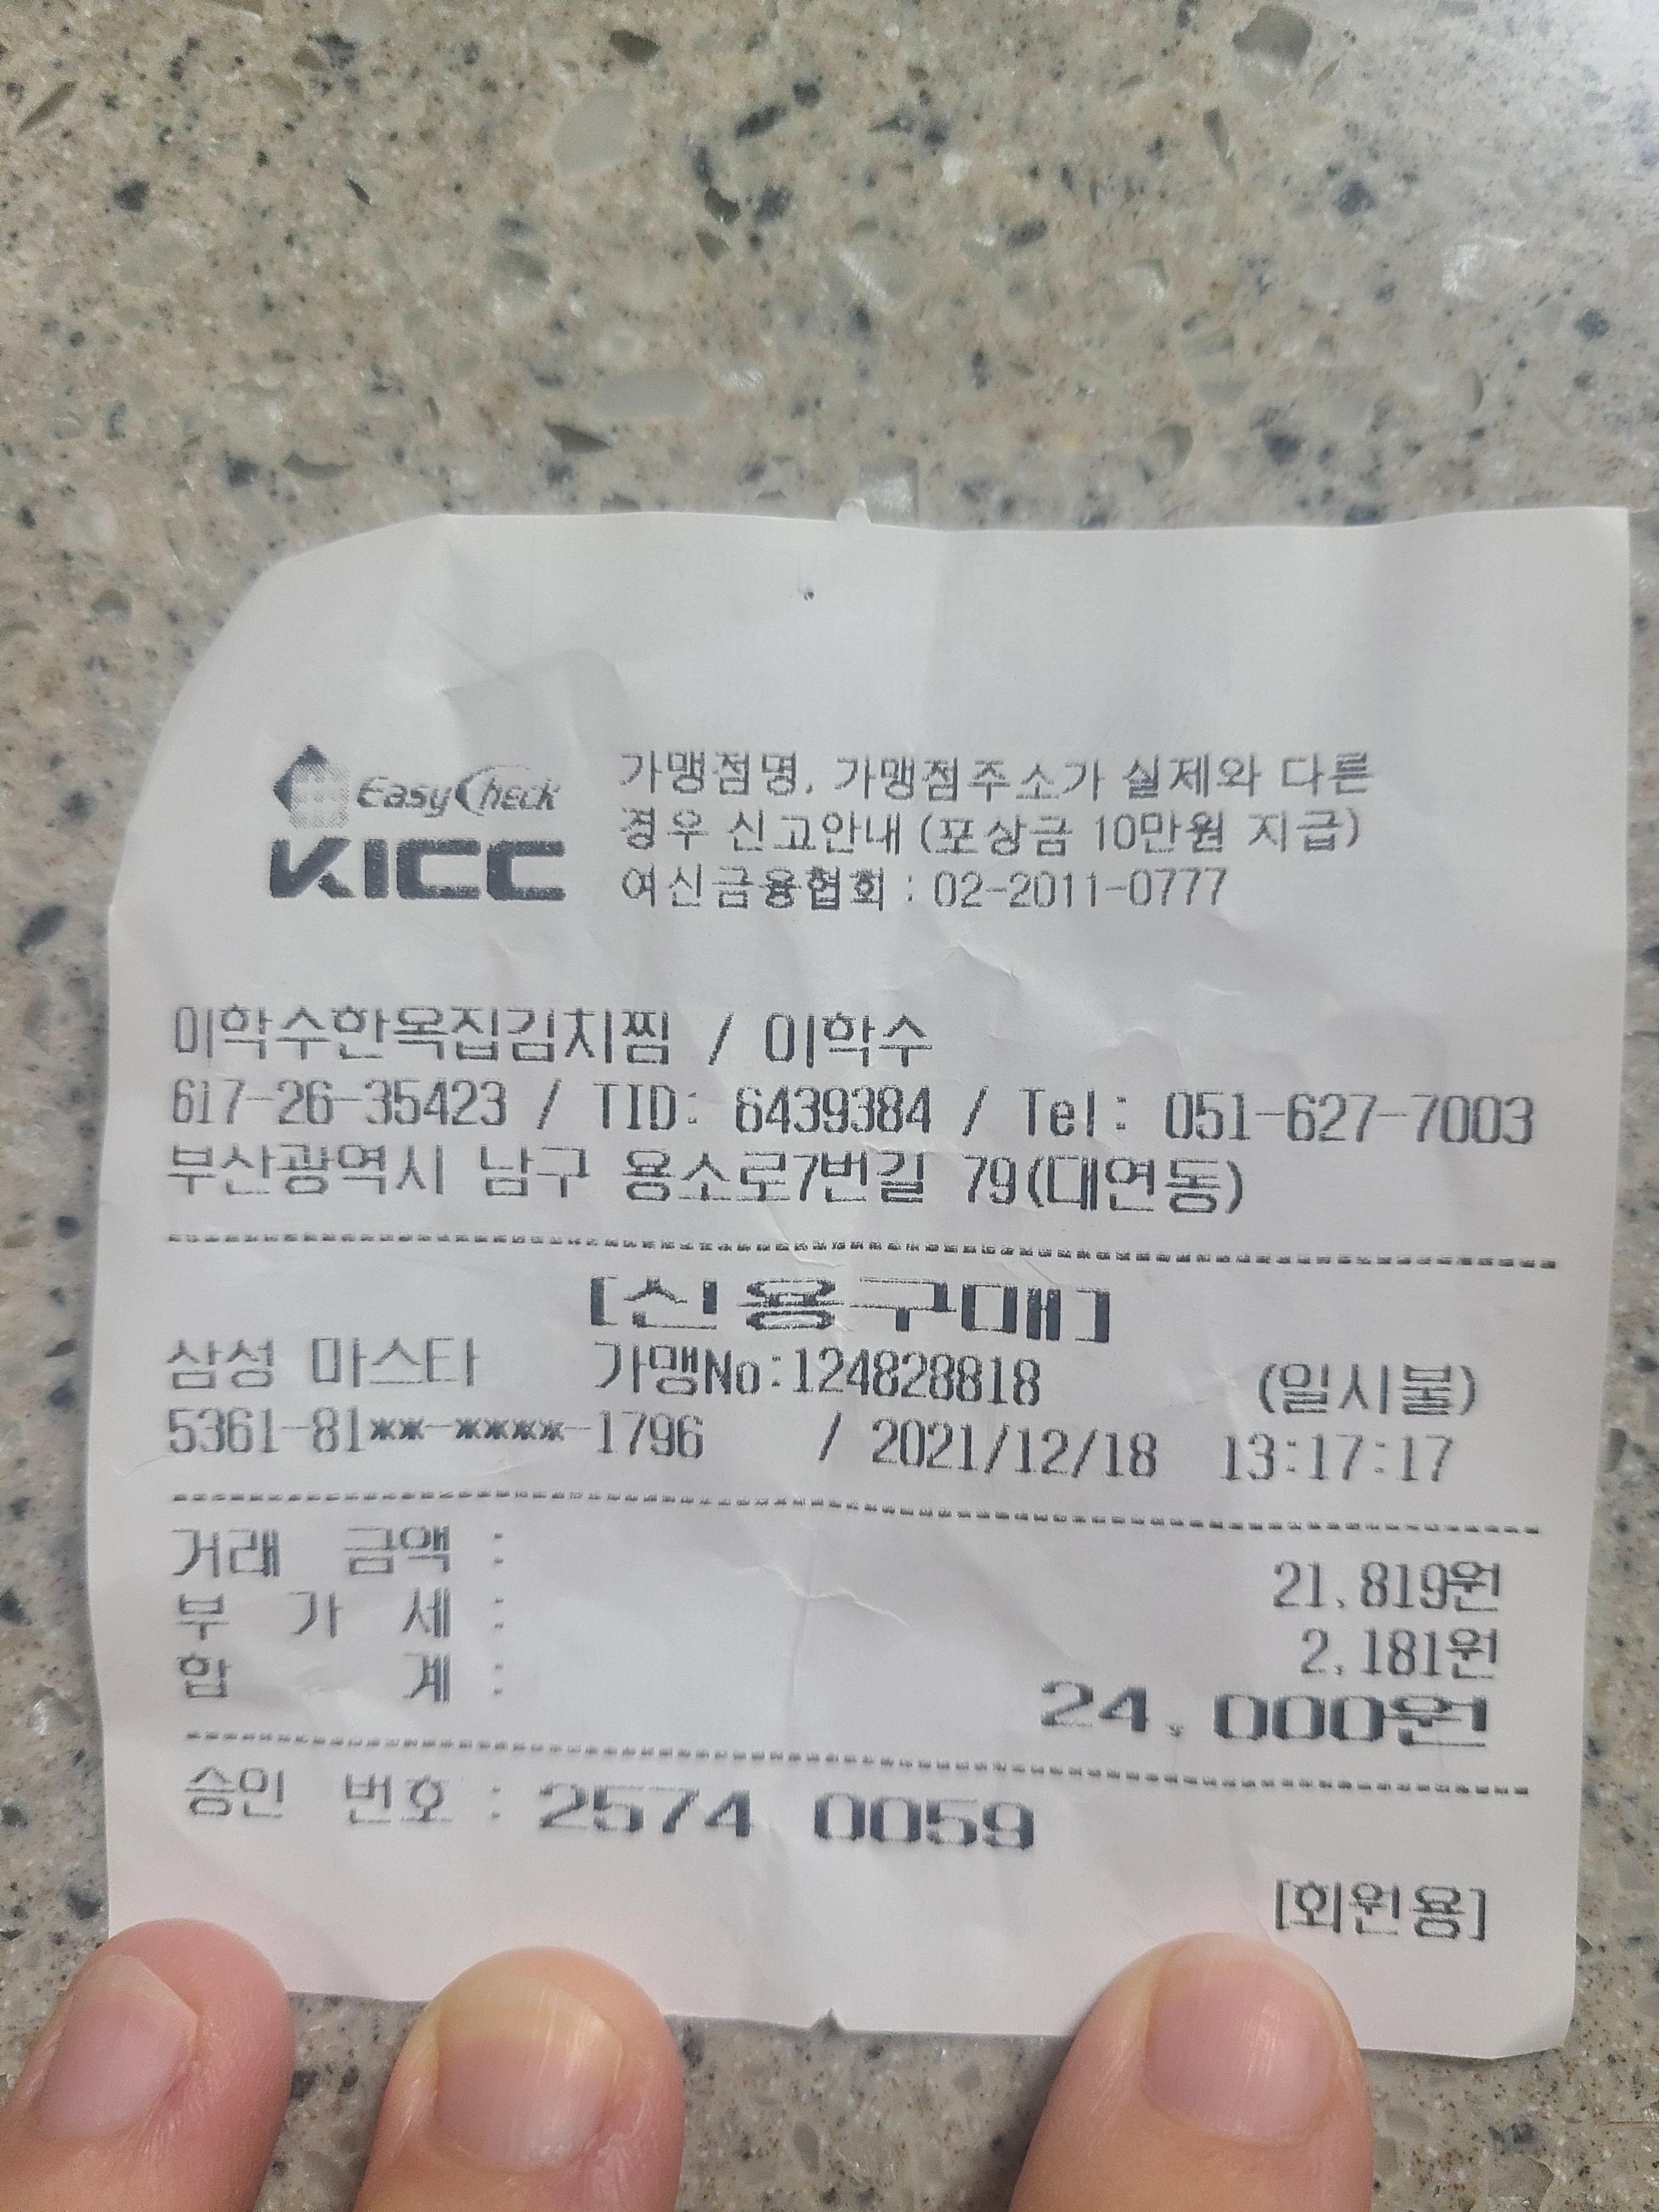 EasyCheck
KICC
가맹점명, 가맹점주소가 실제와 다른
경우 신고안내 (포상금 10만원 지급)
여신금융협회 : 02-2011-0777
이학수한옥집김치찜 / 이학수
617-26-35423 / TID: 6439384 / Tel: 051-627-7003
부산광역시 남구 용소로7번길 79(대연동)
[신용구매]
삼성 마스타 가맹No:124828818 (일시불)
5361-81**-****-1796 / 2021/12/18 13:17:17
거래 금액 : 21,819원
부 가 세 : 2,181원
합 계 : 24,000원
승인 번호 : 2574 0059
[회원용]